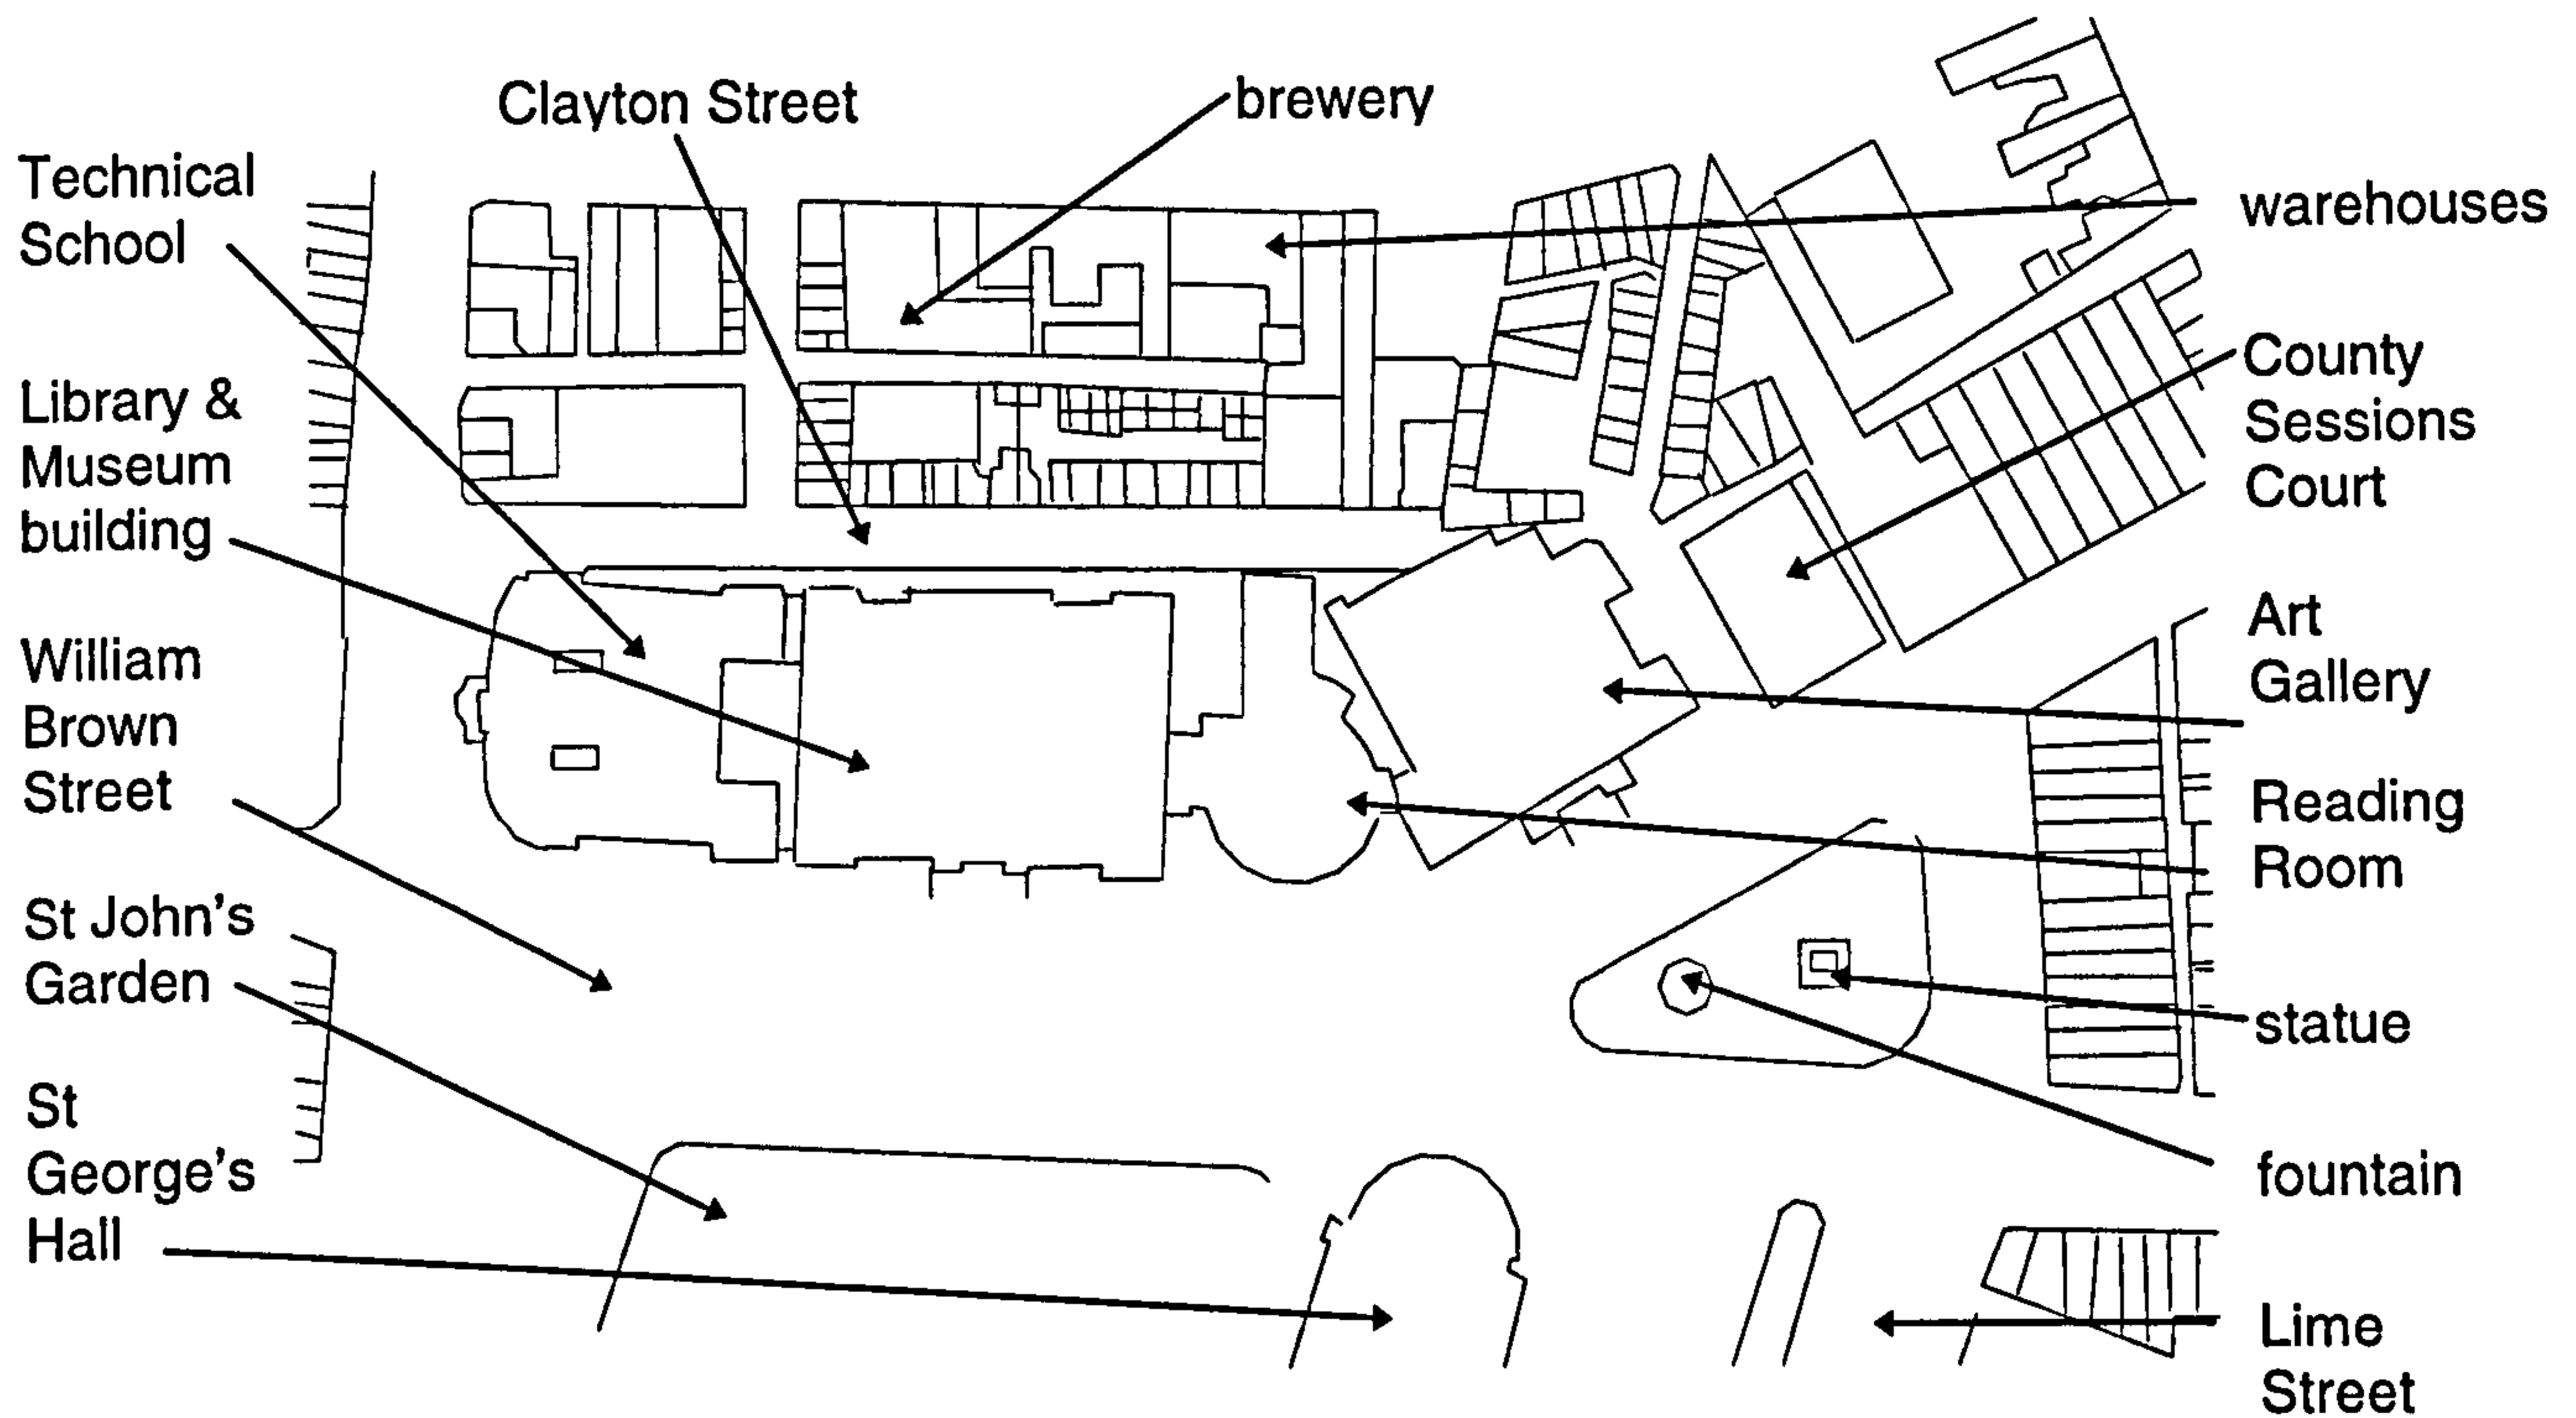 Clayton Street
brewery
Technical
School
Library &
Museum
building
William
Brown
Street
St John's
Garden
St
George's
Hall
warehouses
County
Sessions
Court
Art
Gallery
Reading
Room
statue
fountain
Lime
Street